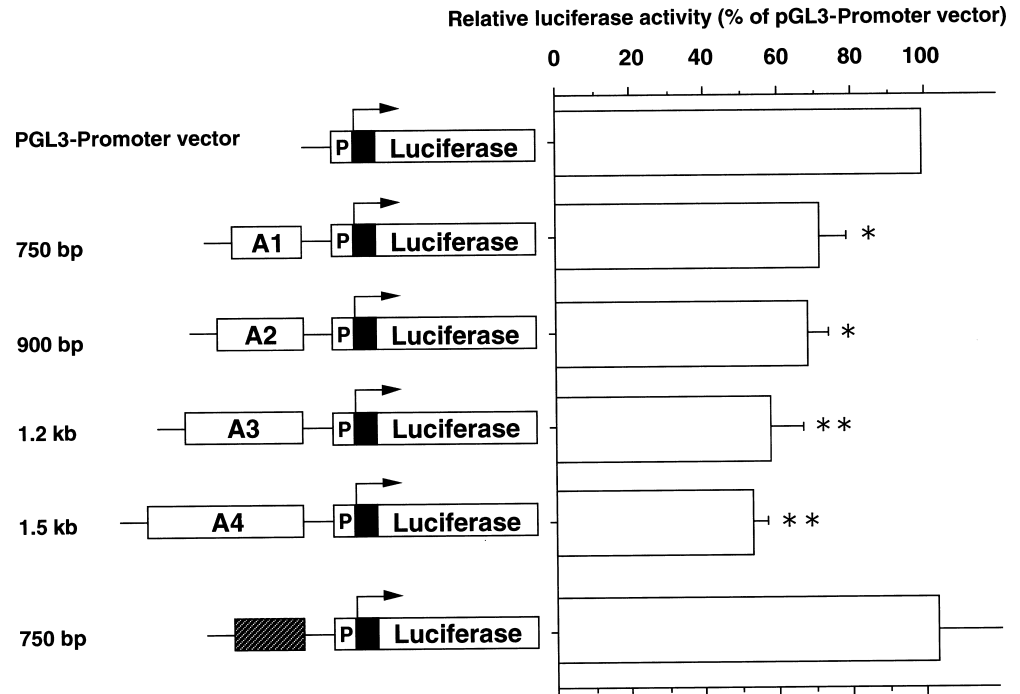 Relative luciferase activity (% of pGL3-Promoter vector)
0 20 40 60 80 100
PGL3-Promoter vector P Luciferase
750 bp A1 P Luciferase *
900 bp A2 P Luciferase *
1.2 kb A3 P Luciferase **
1.5 kb A4 P Luciferase **
750 bp P Luciferase